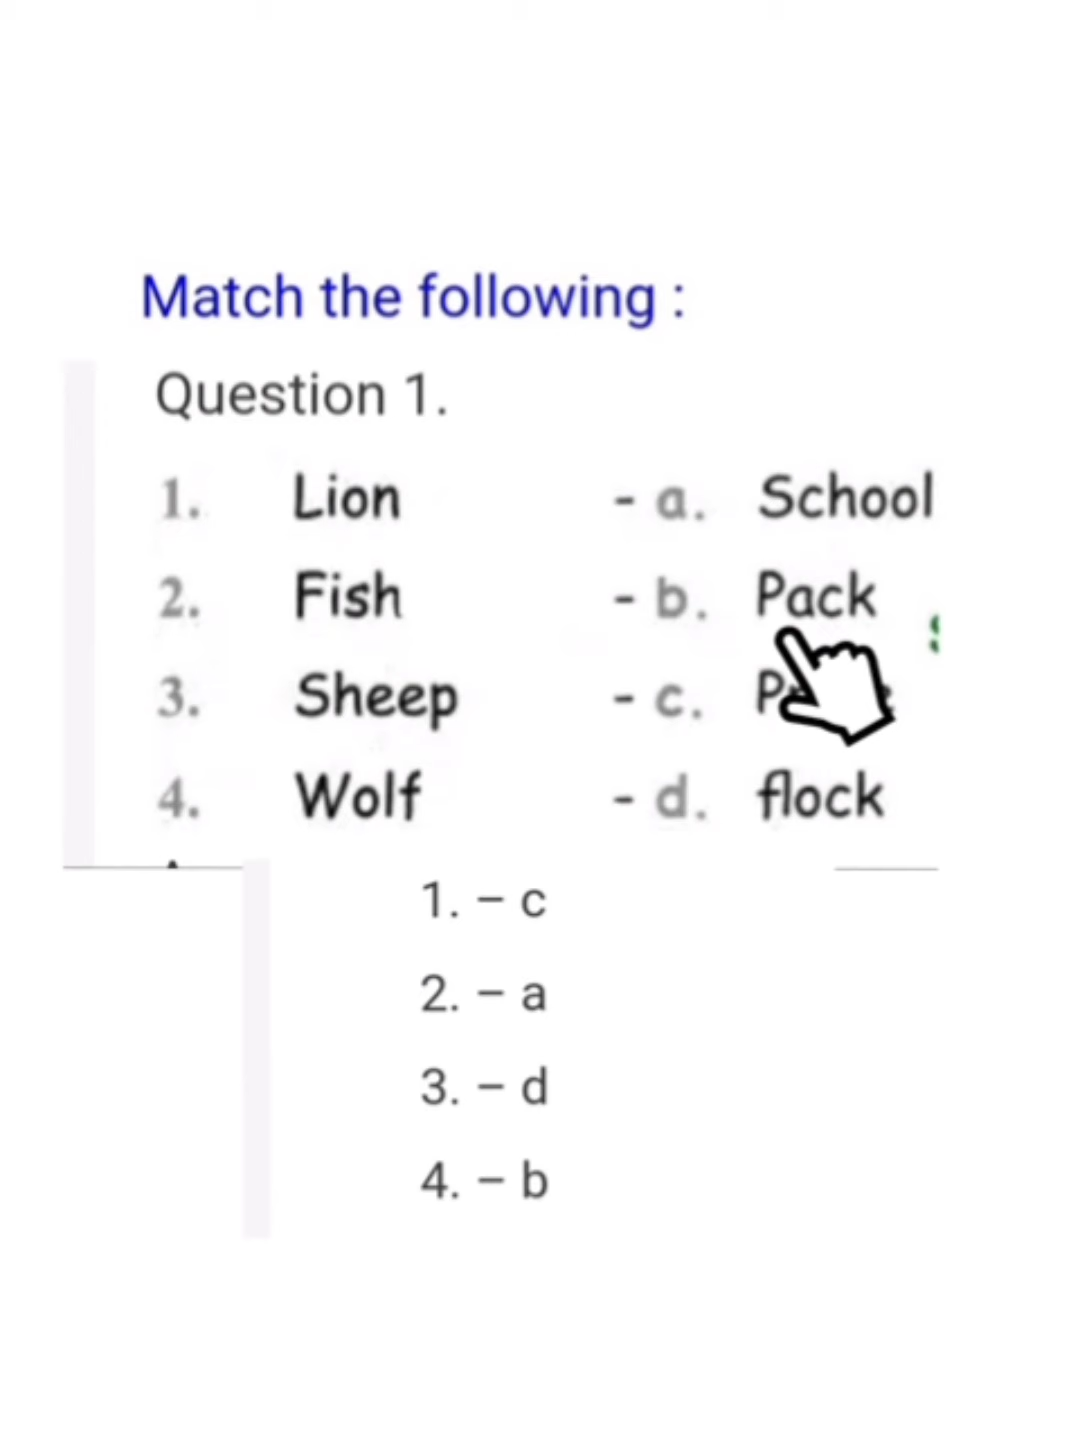 Match the following :
Question 1.
1. Lion - a. School
2. Fish - b. Pack
3. Sheep - c.
4. Wolf - d. flock
1. – c
2. – a
3. – d
4. – b